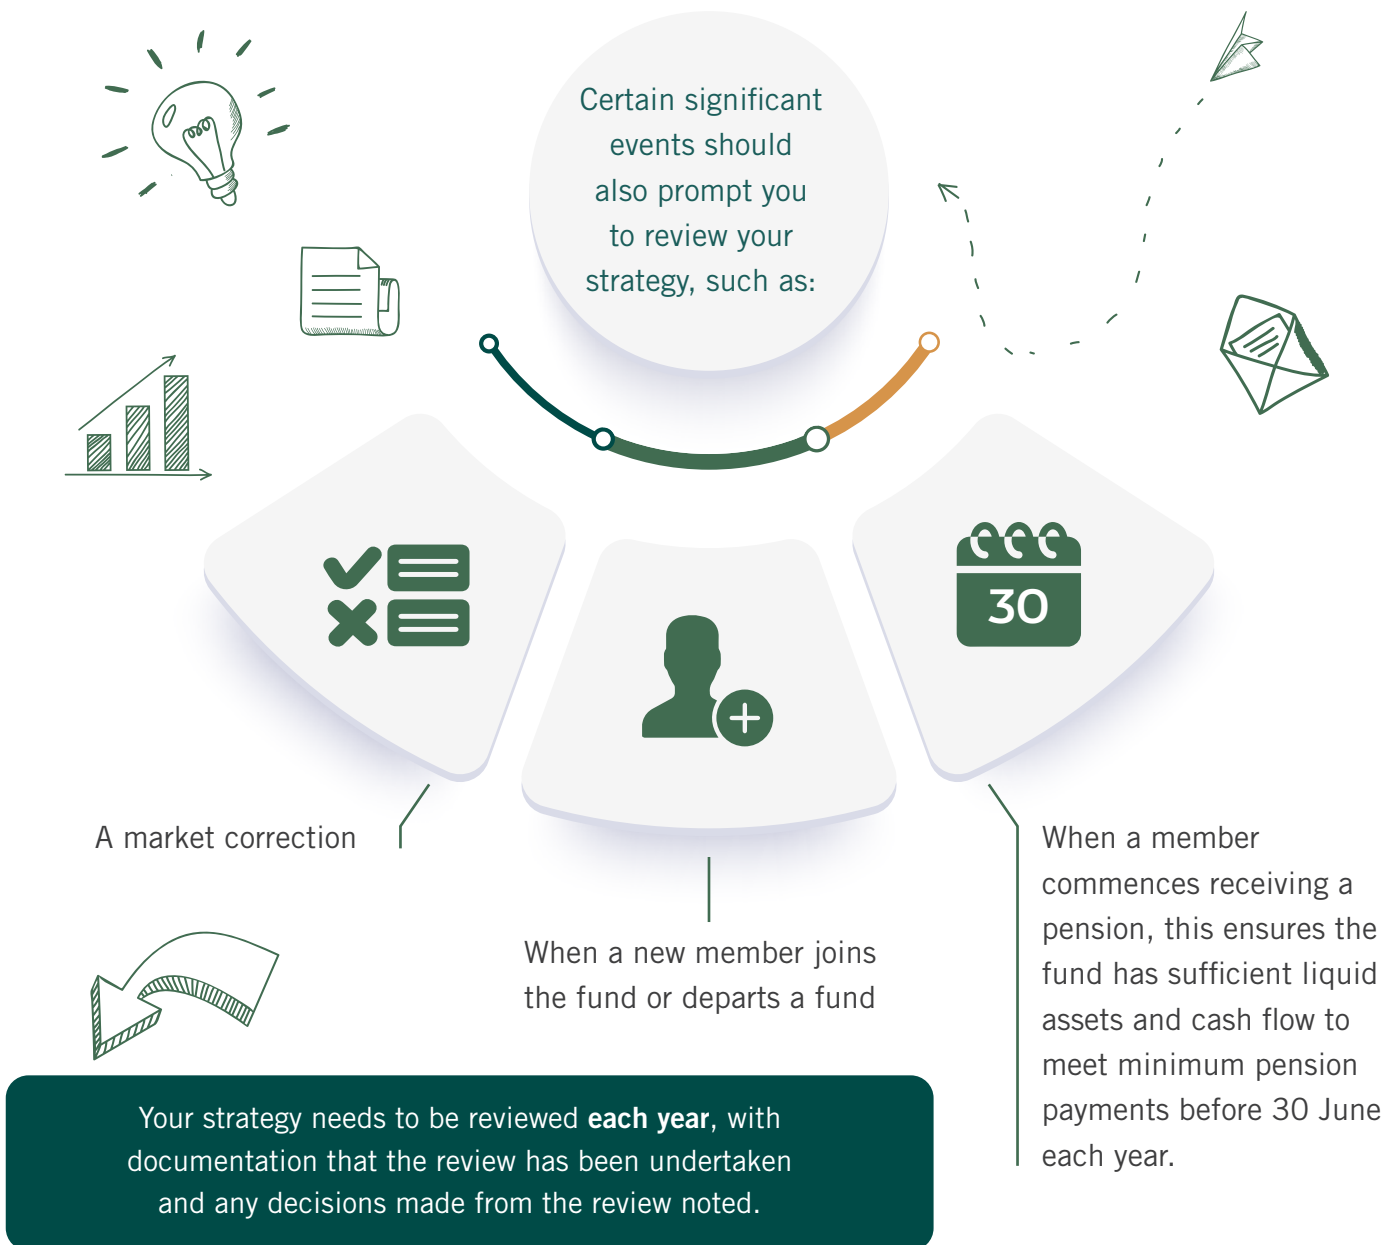 Certain significant
events should
also prompt you
to review your
strategy, such as:
30
A market correction
When a new member joins
the fund or departs a fund
When a member
commences receiving a
pension, this ensures the
fund has sufficient liquid
assets and cash flow to
meet minimum pension
payments before 30 June
each year.
Your strategy needs to be reviewed each year, with
documentation that the review has been undertaken
and any decisions made from the review noted.